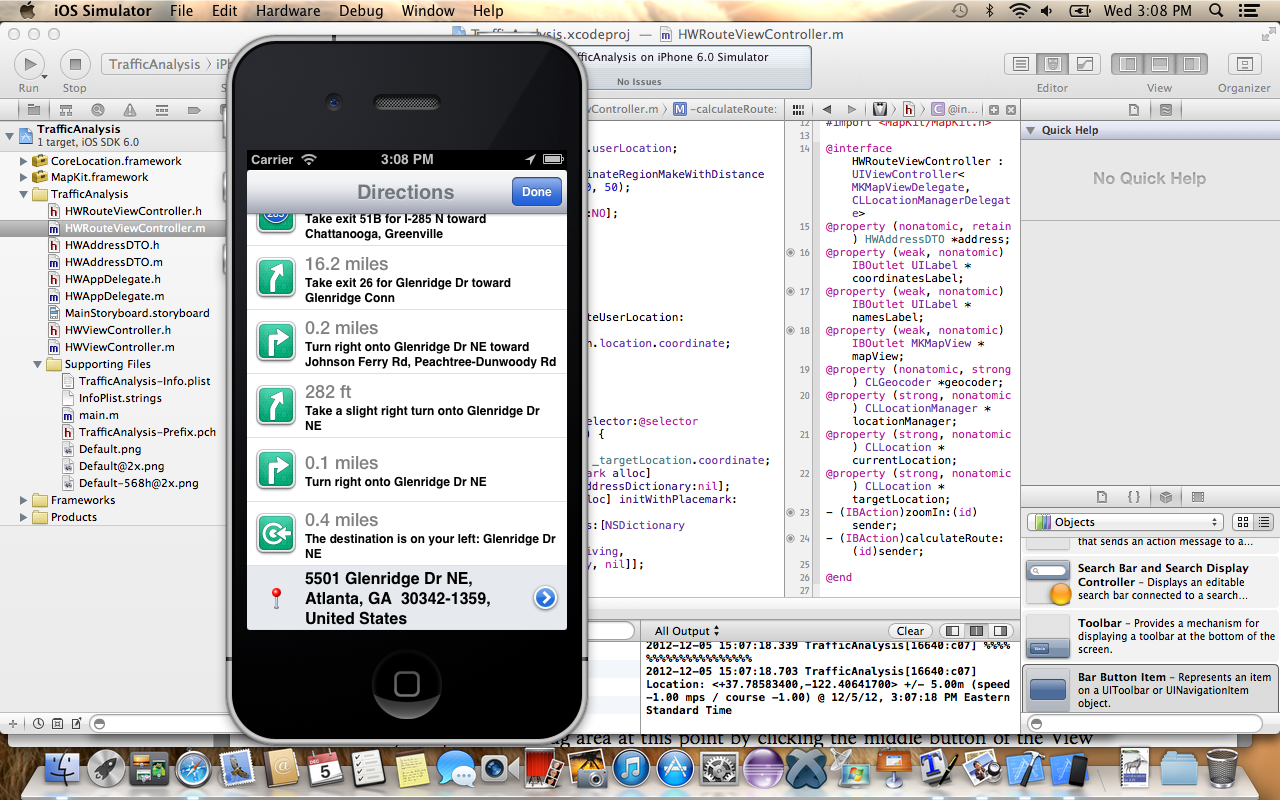 iOS Simulator File Edit Hardware Debug Window Help Wed 3:08 PM
TrafficAnalysis.xcodeproj — HWRouteViewController.m
TrafficAnalysis iPh
fficAnalysis on iPhone 6.0 Simulator
No Issues
Run Stop
Editor View Organizer
TrafficAnalysis
1 target, iOS SDK 6.0
CoreLocation.framework
MapKit.framework
TrafficAnalysis
HWRouteViewController.h
HWRouteViewController.m
HWAddressDTO.h
HWAddressDTO.m
HWAppDelegate.h
HWAppDelegate.m
MainStoryboard.storyboard
HWViewController.h
HWViewController.m
Supporting Files
TrafficAnalysis-Info.plist
InfoPlist.strings
main.m
TrafficAnalysis-Prefix.pch
Default.png
Default@2x.png
Default-568h@2x.png
Frameworks
Products
Carrier 3:08 PM
Directions
Done
285
Take exit 51B for I-285 N toward
Chattanooga, Greenville
16.2 miles
Take exit 26 for Glenridge Dr toward
Glenridge Conn
0.2 miles
Turn right onto Glenridge Dr NE toward
Johnson Ferry Rd, Peachtree-Dunwoody Rd
282 ft
Take a slight right turn onto Glenridge Dr
NE
0.1 miles
Turn right onto Glenridge Dr NE
0.4 miles
The destination is on your left: Glenridge Dr
NE
5501 Glenridge Dr NE,
Atlanta, GA 30342-1359,
United States
wController.m M -calculateRoute:
.userLocation;
inateRegionMakeWithDistance
0, 50);
:NO];
teUserLocation:
n.location.coordinate;
elector:@selector
) {
_targetLocation.coordinate;
rk alloc]
ddressDictionary:nil];
loc] initWithPlacemark:
s:[NSDictionary
iving,
y, nil]];
h C @in...
12 #import <MapKit/MapKit.h>
13
14 @interface
HWRouteViewController :
UIViewController<
MKMapViewDelegate,
CLLocationManagerDelegat
e>
15 @property (nonatomic, retain
) HWAddressDTO *address;
16 @property (weak, nonatomic)
IBOutlet UILabel *
coordinatesLabel;
17 @property (weak, nonatomic)
IBOutlet UILabel *
namesLabel;
18 @property (weak, nonatomic)
IBOutlet MKMapView *
mapView;
19 @property (nonatomic, strong
) CLGeocoder *geocoder;
20 @property (strong, nonatomic
) CLLocationManager *
locationManager;
21 @property (strong, nonatomic
) CLLocation *
currentLocation;
22 @property (strong, nonatomic
) CLLocation *
targetLocation;
23 - (IBAction)zoomIn:(id)
sender;
24 - (IBAction)calculateRoute:
(id)sender;
25
26 @end
27
All Output
Clear
2012-12-05 15:07:18.339 TrafficAnalysis[16640:c07] %%%%
%%%%%%%%%%%%%%%%
2012-12-05 15:07:18.703 TrafficAnalysis[16640:c07]
Location: <+37.78583400,-122.40641700> +/- 5.00m (speed
-1.00 mps / course -1.00) @ 12/5/12, 3:07:18 PM Eastern
Standard Time
Quick Help
No Quick Help
{ }
Objects
that sends an action message to a...
Search Bar and Search Display
Controller – Displays an editable
search bar connected to a search...
Toolbar – Provides a mechanism for
displaying a toolbar at the bottom of the
screen.
Back
Bar Button Item – Represents an item
on a UIToolbar or UINavigationItem
object.
area at this point by clicking the middle button of the View
DEC
5